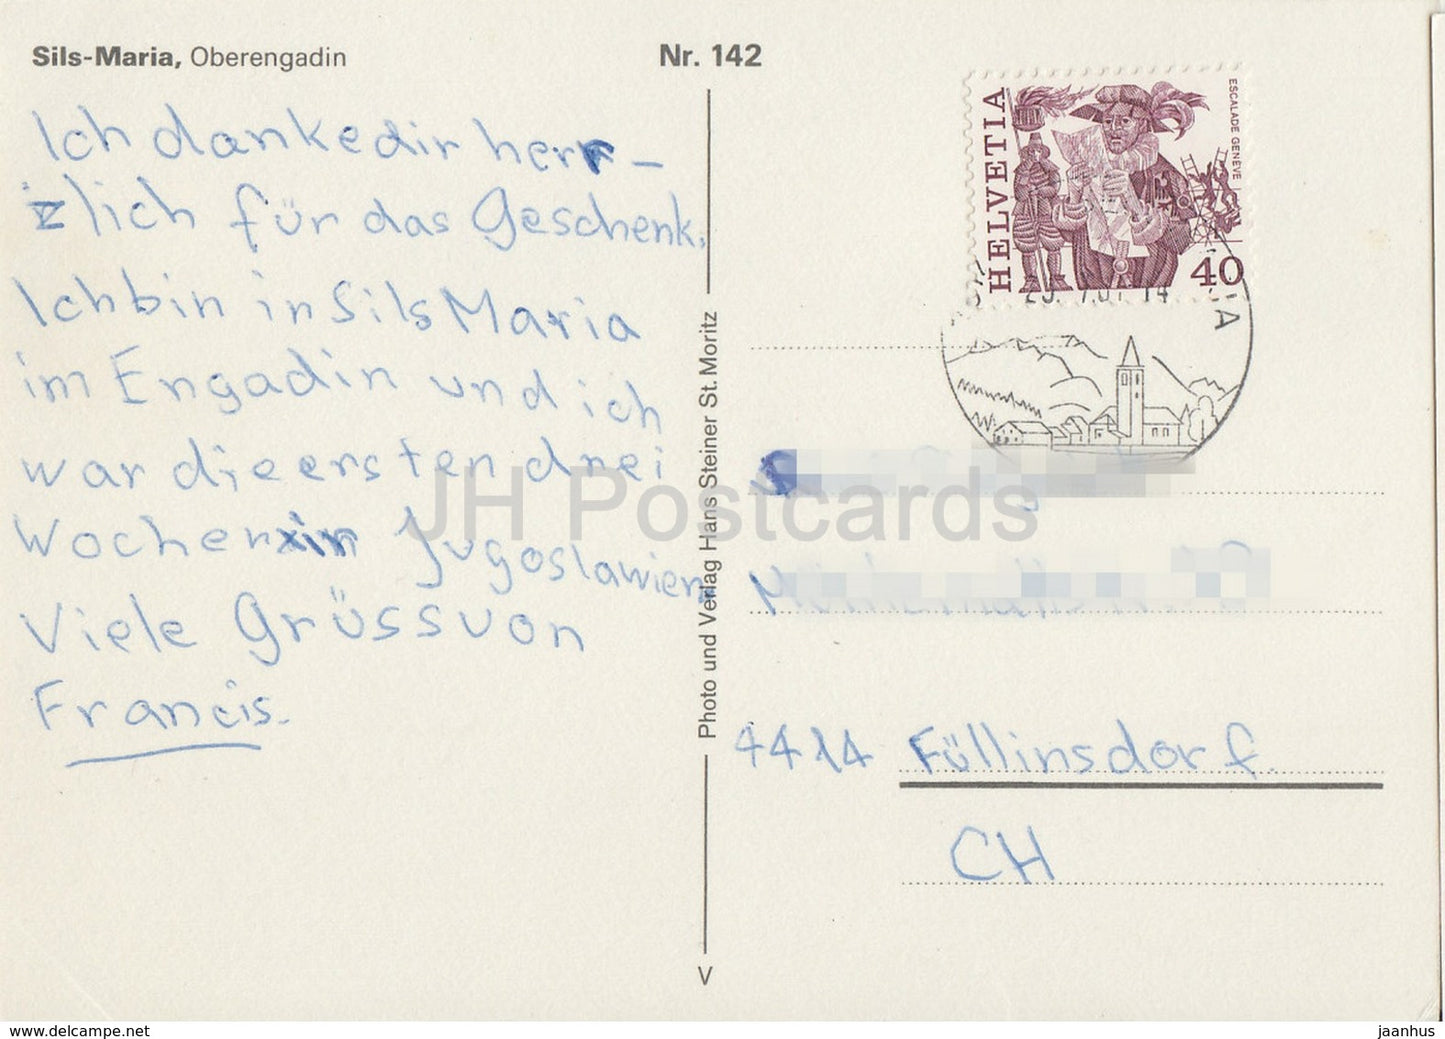 Sils-Maria, Oberengadin
Nr. 142
Ich danke dir herr-
zlich für das Geschenk.
Ich bin in Sils Maria
im Engadin und ich
war die ersten drei
Wochen in Jugoslawien
Viele Grüss von
Francis.
Photo und Verlag Hans Steiner St. Moritz
V
HELVETIA
ESCALADE GENÈVE
40
4414 Füllinsdorf
CH
JH Postcards
www.delcampe.net
jaanhus